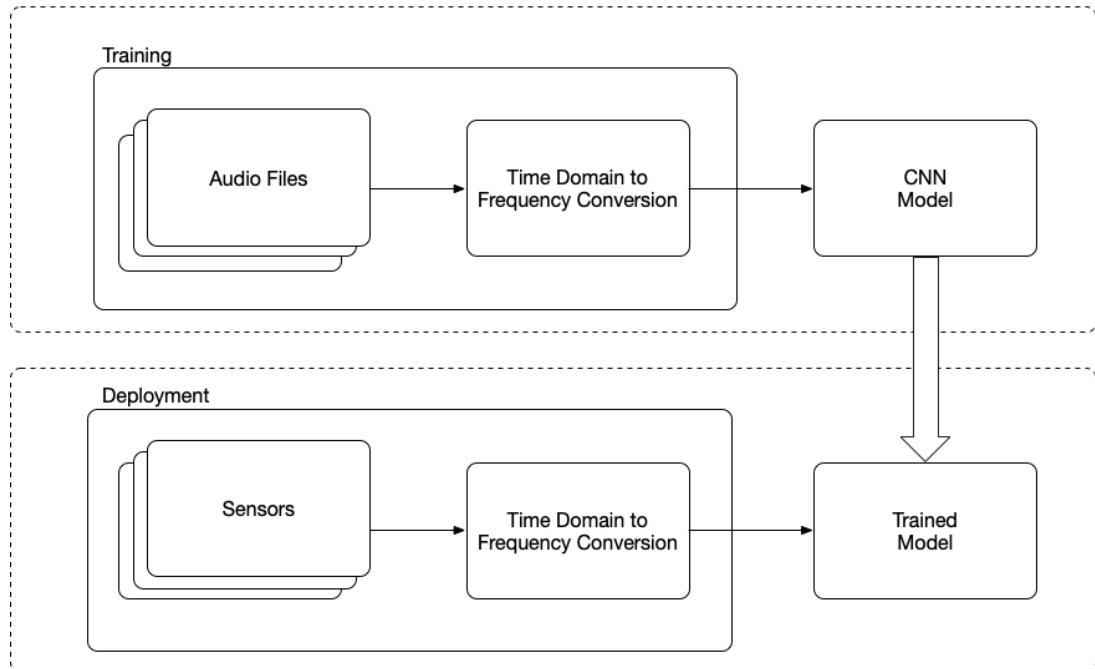 Training
Audio Files
Time Domain to
Frequency Conversion
CNN
Model
Deployment
Sensors
Time Domain to
Frequency Conversion
Trained
Model